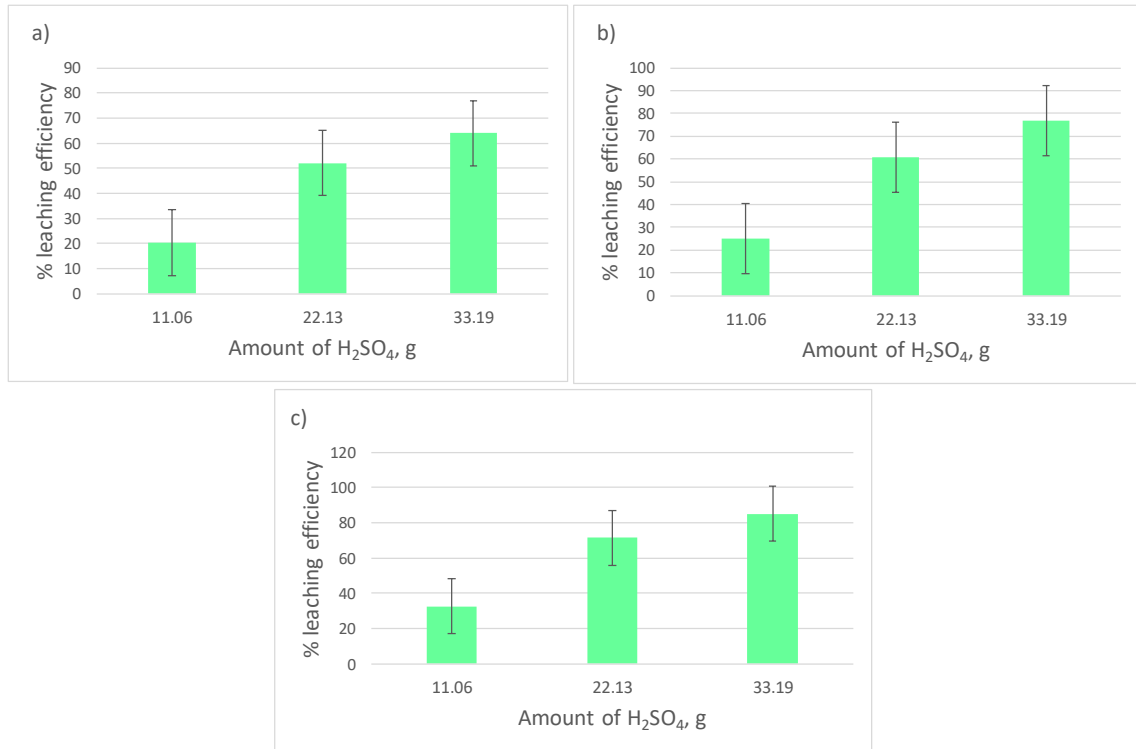 a)
% leaching efficiency
90
80
70
60
50
40
30
20
10
0
11.06 22.13 33.19
Amount of H₂SO₄, g
b)
% leaching efficiency
100
90
80
70
60
50
40
30
20
10
0
11.06 22.13 33.19
Amount of H₂SO₄, g
c)
% leaching efficiency
120
100
80
60
40
20
0
11.06 22.13 33.19
Amount of H₂SO₄, g